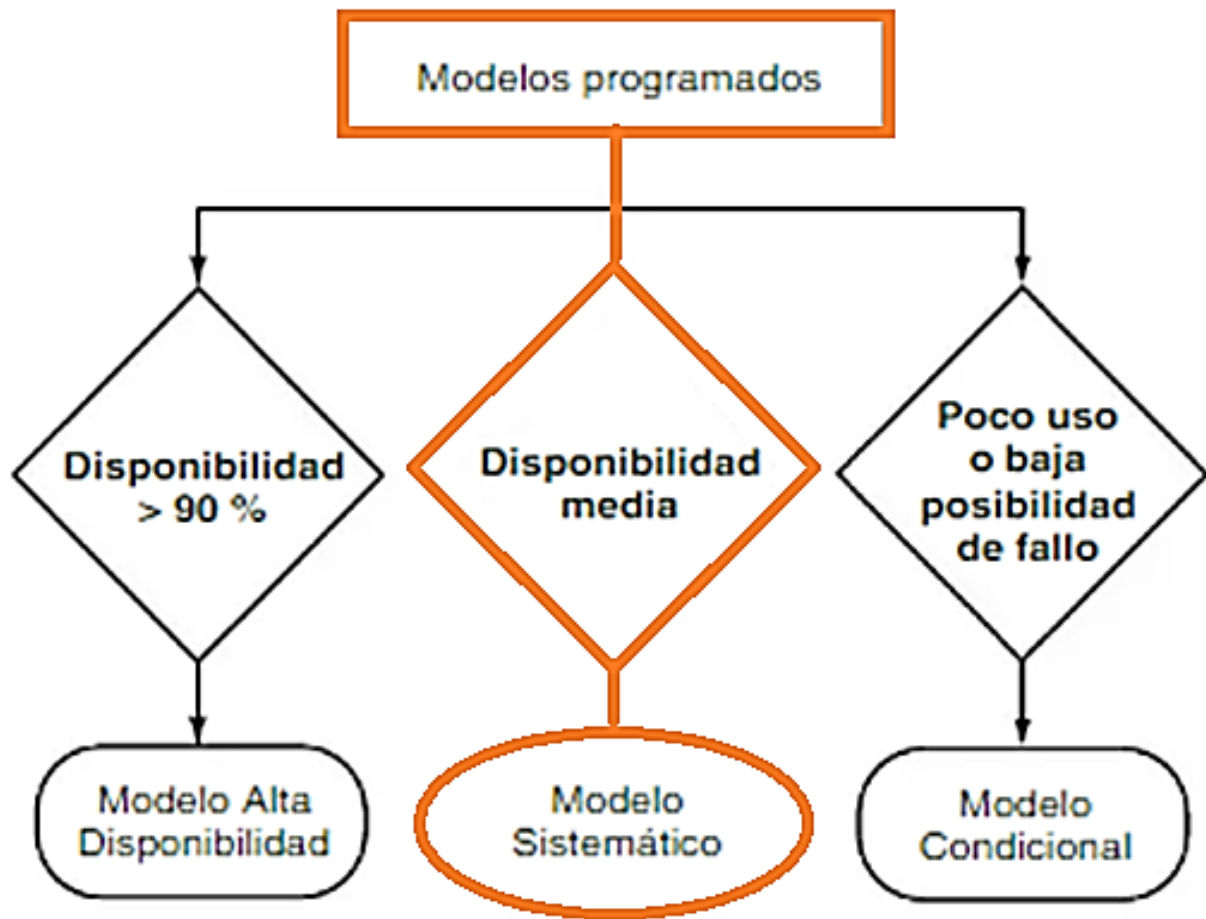 Modelos programados
Disponibilidad
> 90 %
Disponibilidad
media
Poco uso
o baja
posibilidad
de fallo
Modelo Alta
Disponibilidad
Modelo
Sistemático
Modelo
Condicional